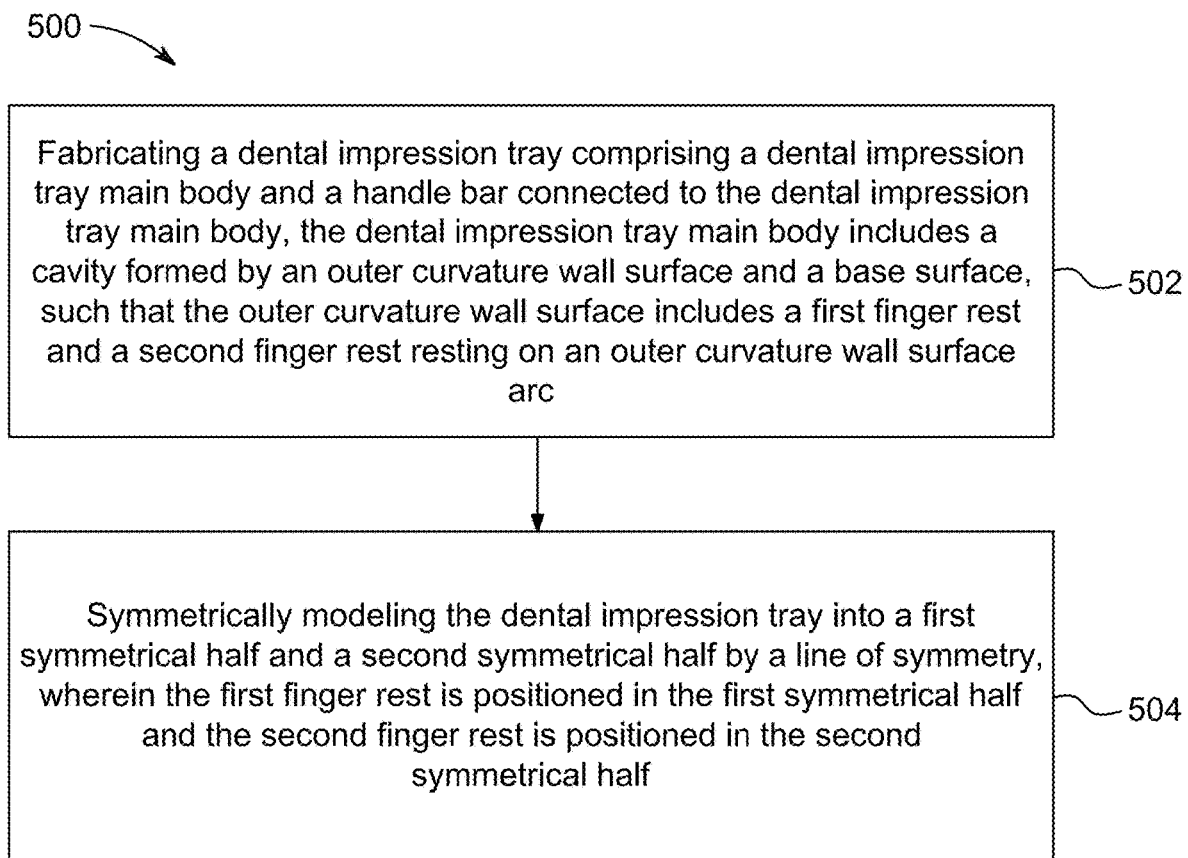 500
Fabricating a dental impression tray comprising a dental impression
tray main body and a handle bar connected to the dental impression
tray main body, the dental impression tray main body includes a
cavity formed by an outer curvature wall surface and a base surface,
such that the outer curvature wall surface includes a first finger rest
and a second finger rest resting on an outer curvature wall surface
arc
502
Symmetrically modeling the dental impression tray into a first
symmetrical half and a second symmetrical half by a line of symmetry,
wherein the first finger rest is positioned in the first symmetrical half
and the second finger rest is positioned in the second
symmetrical half
504